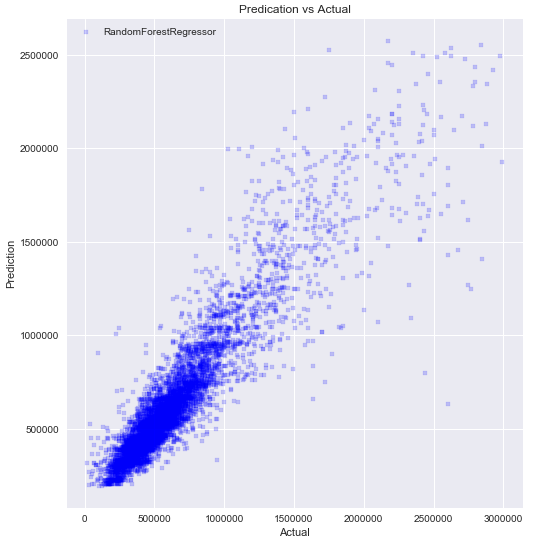 Predication vs Actual
RandomForestRegressor
2500000
2000000
1500000
1000000
500000
Prediction
0 500000 1000000 1500000 2000000 2500000 3000000
Actual